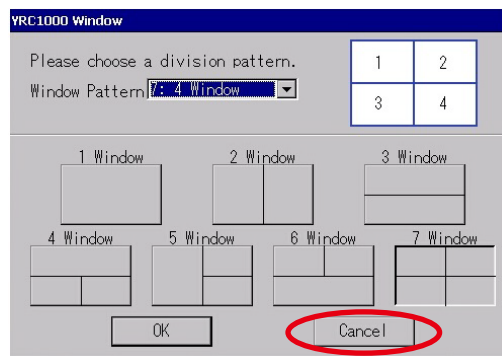 YRC1000 Window
Please choose a division pattern.
Window Pattern 7: 4 Window
1 2
3 4
1 Window 2 Window 3 Window
4 Window 5 Window 6 Window 7 Window
OK Cancel